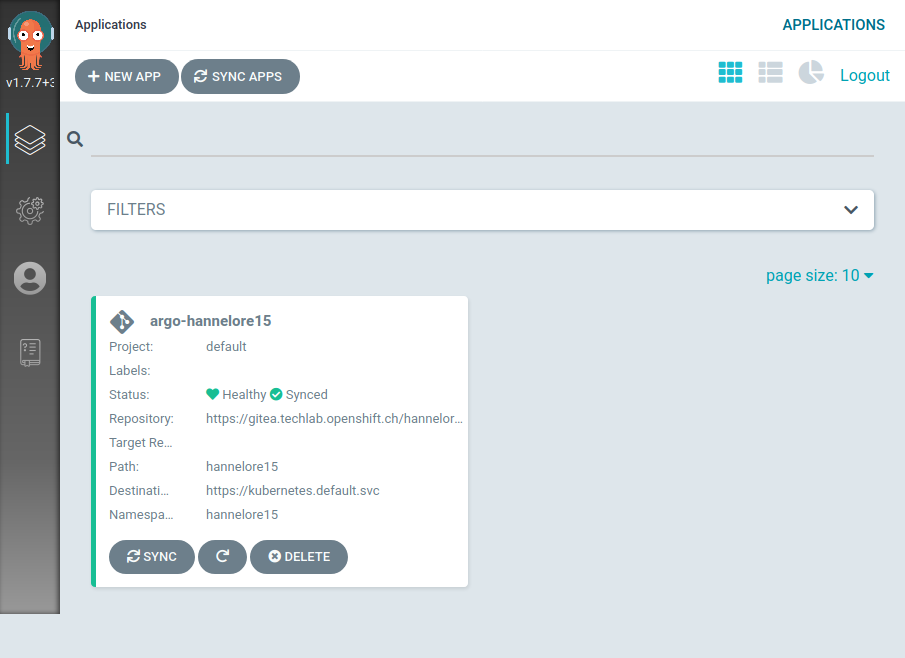 Applications
APPLICATIONS
v1.7.7+3
NEW APP
SYNC APPS
Logout
FILTERS
page size: 10
argo-hannelore15
Project: default
Labels:
Status: Healthy Synced
Repository: https://gitea.techlab.openshift.ch/hannelor...
Target Re...
Path: hannelore15
Destinati... https://kubernetes.default.svc
Namespa... hannelore15
SYNC
DELETE